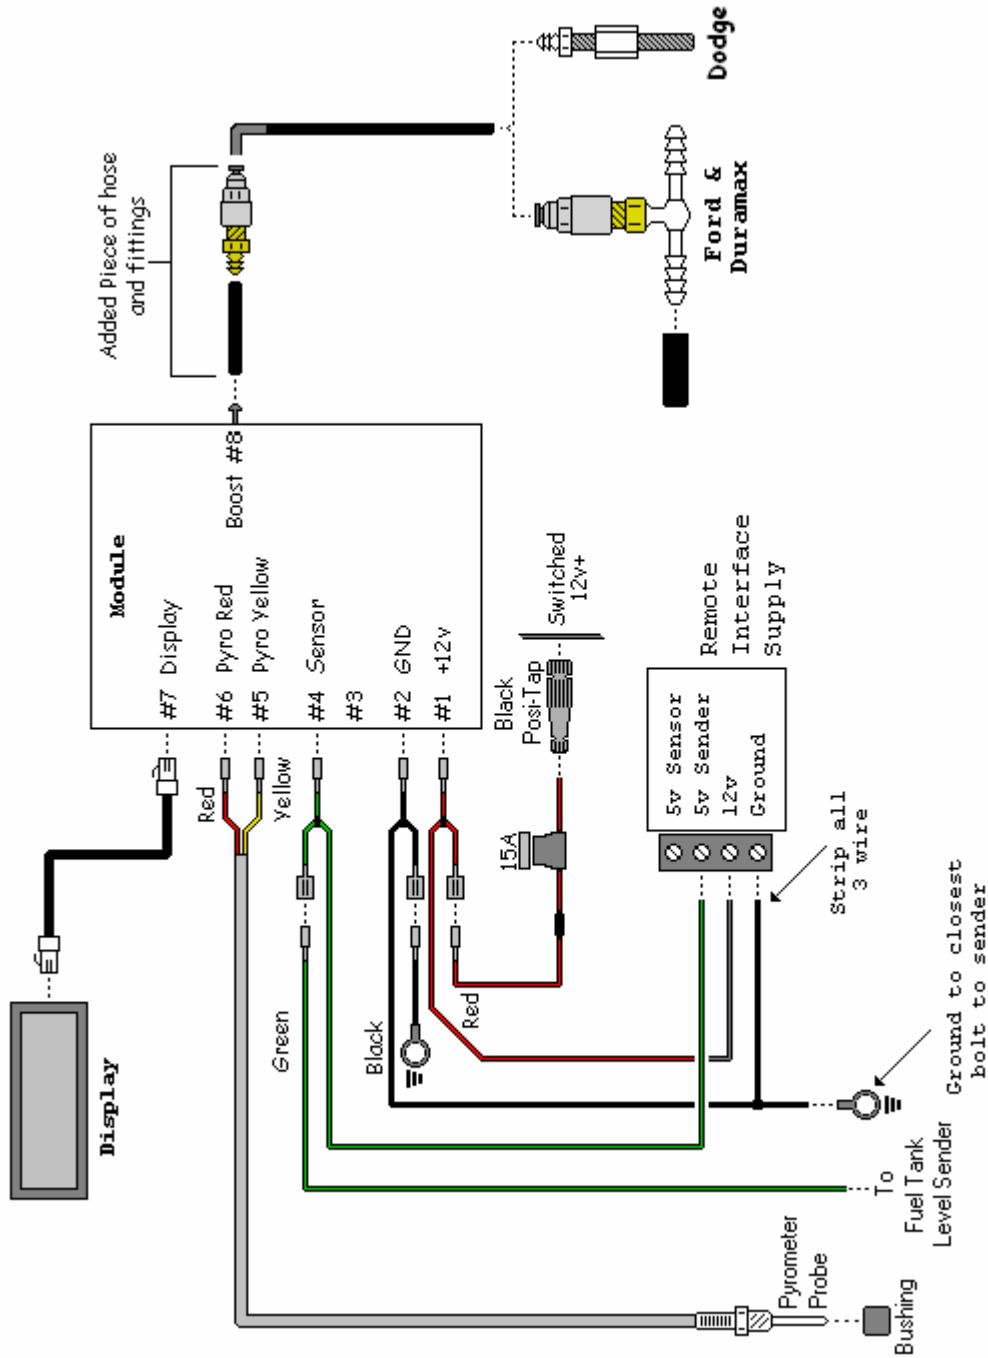 Dodge
Ford &
Duramax
Added Piece of hose
and fittings
Module
Boost #8
#7 Display
#6 Pyro Red
#5 Pyro Yellow
#4 Sensor
#3
#2 GND
#1 +12v
Red
Yellow
Black
Posi-Tap
Switched
12v+
15A
Remote
Interface
Supply
5v Sensor
5v Sender
12v
Ground
Strip all
3 wire
Ground to closest
bolt to sender
Green
Black
Red
Display
To
Fuel Tank
Level Sender
Pyrometer
Probe
Bushing